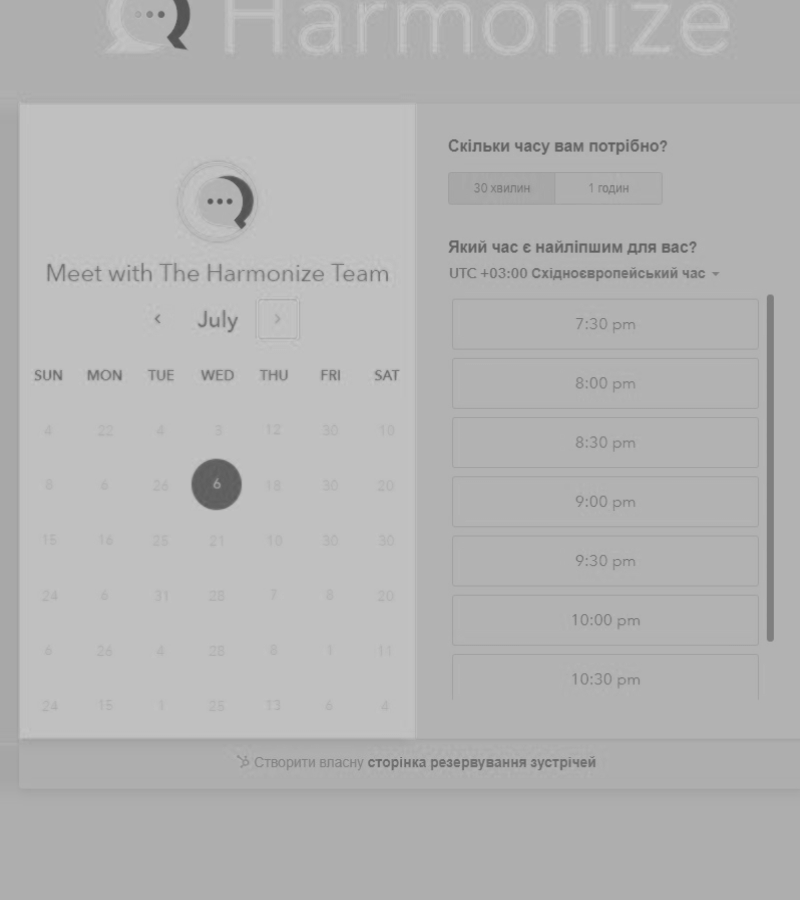 Harmonize
Meet with The Harmonize Team
July
SUN MON TUE WED THU FRI SAT
4 22 4 9 12 30 10
8 6 26 6 18 30 20
15 16 25 21 10 30 30
24 6 31 28 7 8 20
6 26 4 28 8 1 11
24 15 1 25 13 6 4
Скільки часу вам потрібно?
30 хвилин 1 годин
Який час є найліпшим для вас?
UTC +03:00 Східноєвропейський час
7:30 pm
8:00 pm
8:30 pm
9:00 pm
9:30 pm
10:00 pm
10:30 pm
Створити власну сторінка резервування зустрічей